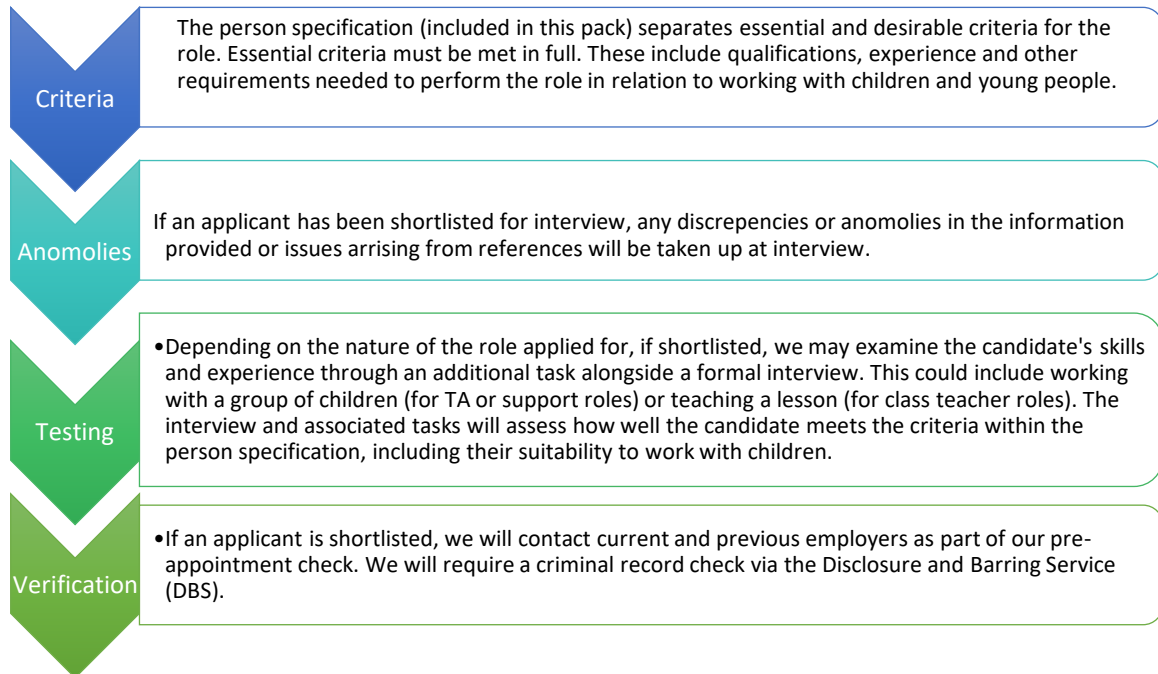 Criteria
The person specification (included in this pack) separates essential and desirable criteria for the
role. Essential criteria must be met in full. These include qualifications, experience and other
requirements needed to perform the role in relation to working with children and young people.
Anomolies
If an applicant has been shortlisted for interview, any discrepencies or anomolies in the information
provided or issues arrising from references will be taken up at interview.
Testing
•Depending on the nature of the role applied for, if shortlisted, we may examine the candidate's skills
and experience through an additional task alongside a formal interview. This could include working
with a group of children (for TA or support roles) or teaching a lesson (for class teacher roles). The
interview and associated tasks will assess how well the candidate meets the criteria within the
person specification, including their suitability to work with children.
Verification
•If an applicant is shortlisted, we will contact current and previous employers as part of our pre-
appointment check. We will require a criminal record check via the Disclosure and Barring Service
(DBS).